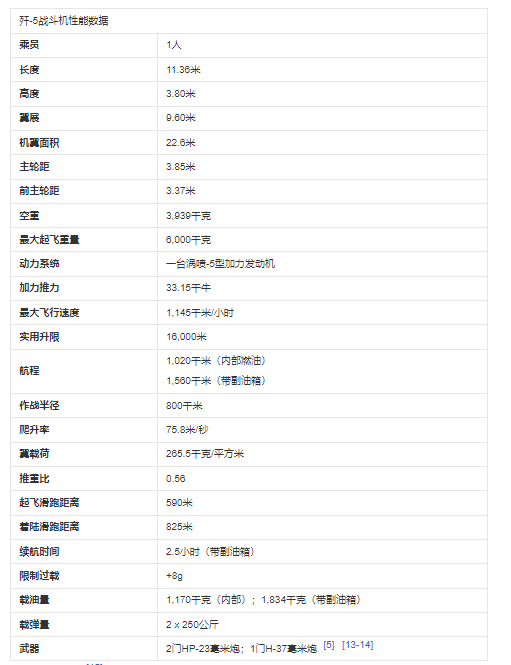 歼-5战斗机性能数据
乘员 1人
长度 11.36米
高度 3.80米
翼展 9.60米
机翼面积 22.6米
主轮距 3.85米
前主轮距 3.37米
空重 3,939千克
最大起飞重量 6,000千克
动力系统 一台涡喷-5型加力发动机
加力推力 33.15千牛
最大飞行速度 1,145千米/小时
实用升限 16,000米
航程 1,020千米（内部燃油）
1,560千米（带副油箱）
作战半径 800千米
爬升率 75.8米/秒
翼载荷 265.5千克/平方米
推重比 0.56
起飞滑跑距离 590米
着陆滑跑距离 825米
续航时间 2.5小时（带副油箱）
限制过载 +8g
载油量 1,170千克（内部）；1,834千克（带副油箱）
载弹量 2 x 250公斤
武器 2门HP-23毫米炮；1门H-37毫米炮 [5] [13-14]